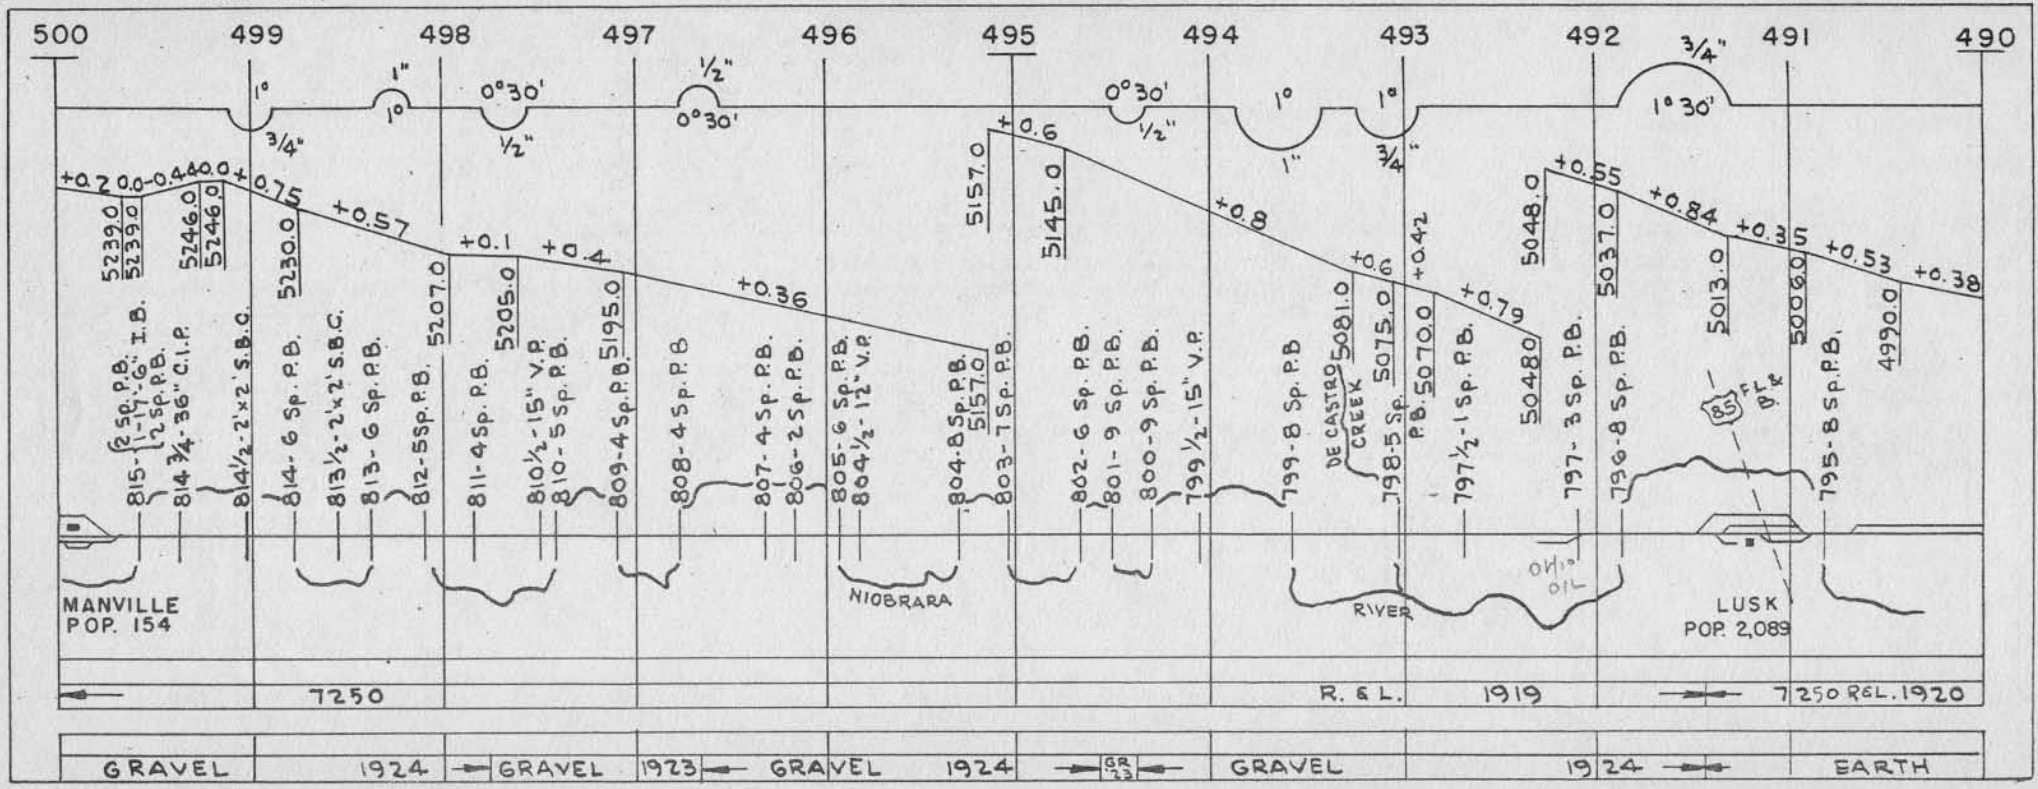 500 499 498 497 496 495 494 493 492 491 490
1° 3/4" 1" 1° 0°30' 1/2" 1/2" 0°30' 0°30' 1/2" 1° 1" 1° 3/4" 3/4" 1°30'
+0.2 0.0 -0.44 0.0 +0.75 +0.57 +0.1 +0.4 +0.36 +0.6 +0.8 +0.6 +0.42 +0.79 +0.55 +0.84 +0.35 +0.53 +0.38
5239.0 5239.0 5246.0 5246.0 5230.0 5207.0 5205.0 5195.0 5157.0 5157.0 5145.0 5081.0 5075.0 5070.0 5048.0 5048.0 5037.0 5013.0 5006.0 4990.0
2 Sp. P.B.
815-1-17'-6" I.B.
2 Sp. P.B.
814 3/4-36" C.I.P.
814 1/2-2'x2' S.B.C.
814-6 Sp. P.B.
813 1/2-2'x2' S.B.C.
813-6 Sp. P.B.
812-5 Sp. P.B.
811-4 Sp. P.B.
810 1/2-15" V.P.
810-5 Sp. P.B.
809-4 Sp. P.B.
808-4 Sp. P.B.
807-4 Sp. P.B.
806-2 Sp. P.B.
805-6 Sp. P.B.
804 1/2-12" V.P.
804-8 Sp. P.B.
803-7 Sp. P.B.
802-6 Sp. P.B.
801-9 Sp. P.B.
800-9 Sp. P.B.
799 1/2-15" V.P.
799-8 Sp. P.B
DE CASTRO
CREEK
798-5 Sp.
P.B.
797 1/2-1 Sp. P.B.
797-3 Sp. P.B.
796-8 Sp. P.B.
85
FL. &
B.
795-8 Sp. P.B.
MANVILLE
POP. 154
NIOBRARA
RIVER
OHIO
OIL
LUSK
POP. 2,089
7250 R. & L. 1919 7250 R&L. 1920
GRAVEL 1924 GRAVEL 1923 GRAVEL 1924 GR '23 GRAVEL 1924 EARTH